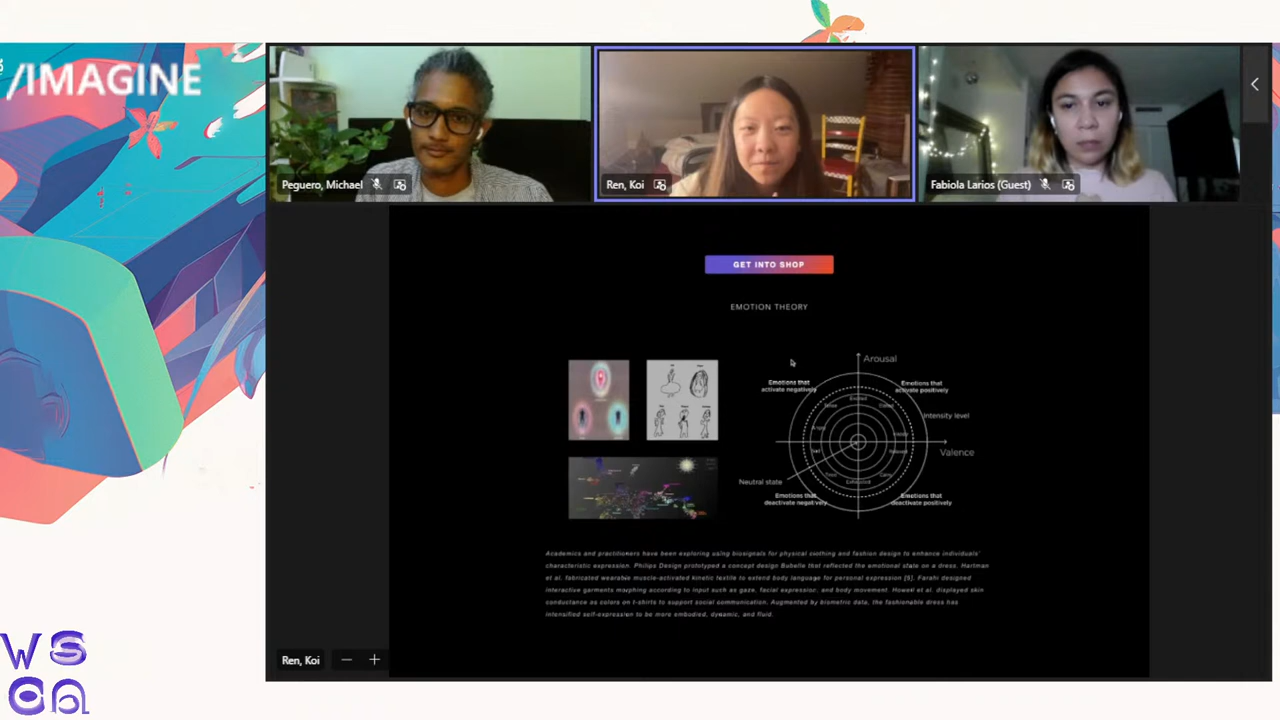 /IMAGINE
Peguero, Michael
Ren, Koi
Fabiola Larios (Guest)
GET INTO SHOP
EMOTION THEORY
Arousal
Emotions that
activate negatively
Emotions that
activate positively
Excited
Intensity level
Valence
Neutral state
Exhausted
Emotions that
deactivate negatively
Emotions that
deactivate positively
Academics and practitioners have been exploring using biosignals for physical clothing and fashion design to enhance individuals'
characteristic expression. Philips Design prototyped a concept design Bubelle that reflected the emotional state on a dress. Hartman
et al. fabricated wearable muscle-activated kinetic textile to extend body language for personal expression [5]. Farahi designed
interactive garments morphing according to input such as gaze, facial expression, and body movement. Howell et al. displayed skin
conductance as colors on t-shirts to support social communication. Augmented by biometric data, the fashionable dress has
intensified self-expression to be more embodied, dynamic, and fluid.
Ren, Koi